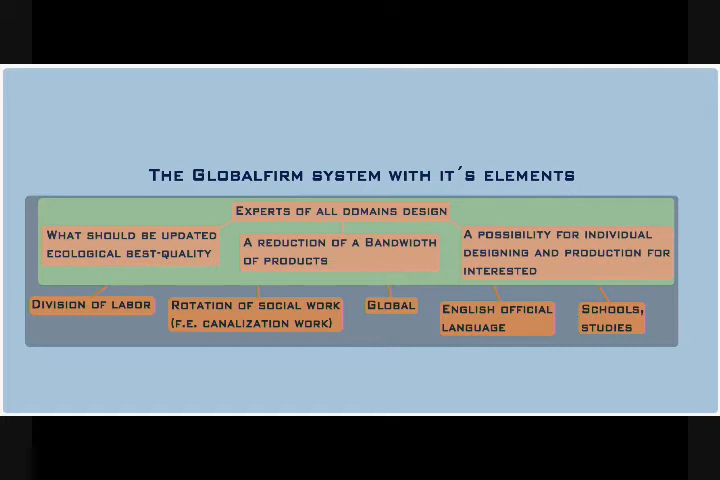 The Globalfirm system with it´s elements
Experts of all domains design
What should be updated
ecological best-quality
A reduction of a Bandwidth
of products
A possibility for individual
designing and production for
interested
Division of labor
Rotation of social work
(f.e. canalization work)
Global
English official
language
Schools,
studies